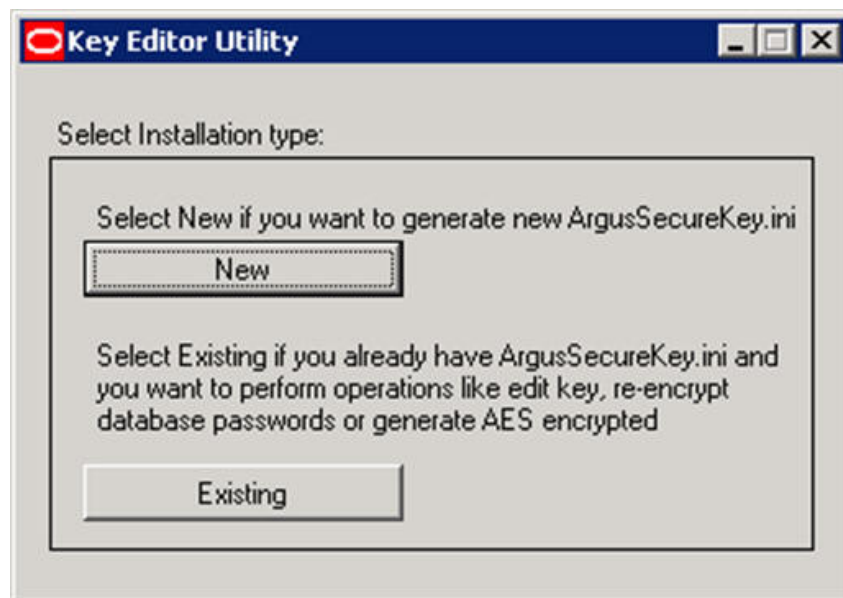 Key Editor Utility
Select Installation type:
Select New if you want to generate new ArgusSecureKey.ini
New
Select Existing if you already have ArgusSecureKey.ini and
you want to perform operations like edit key, re-encrypt
database passwords or generate AES encrypted
Existing